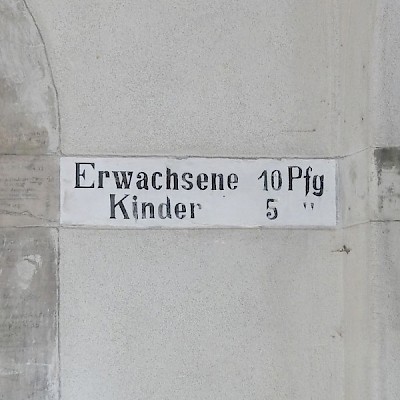 Erwachsene 10 Pfg
Kinder 5 "